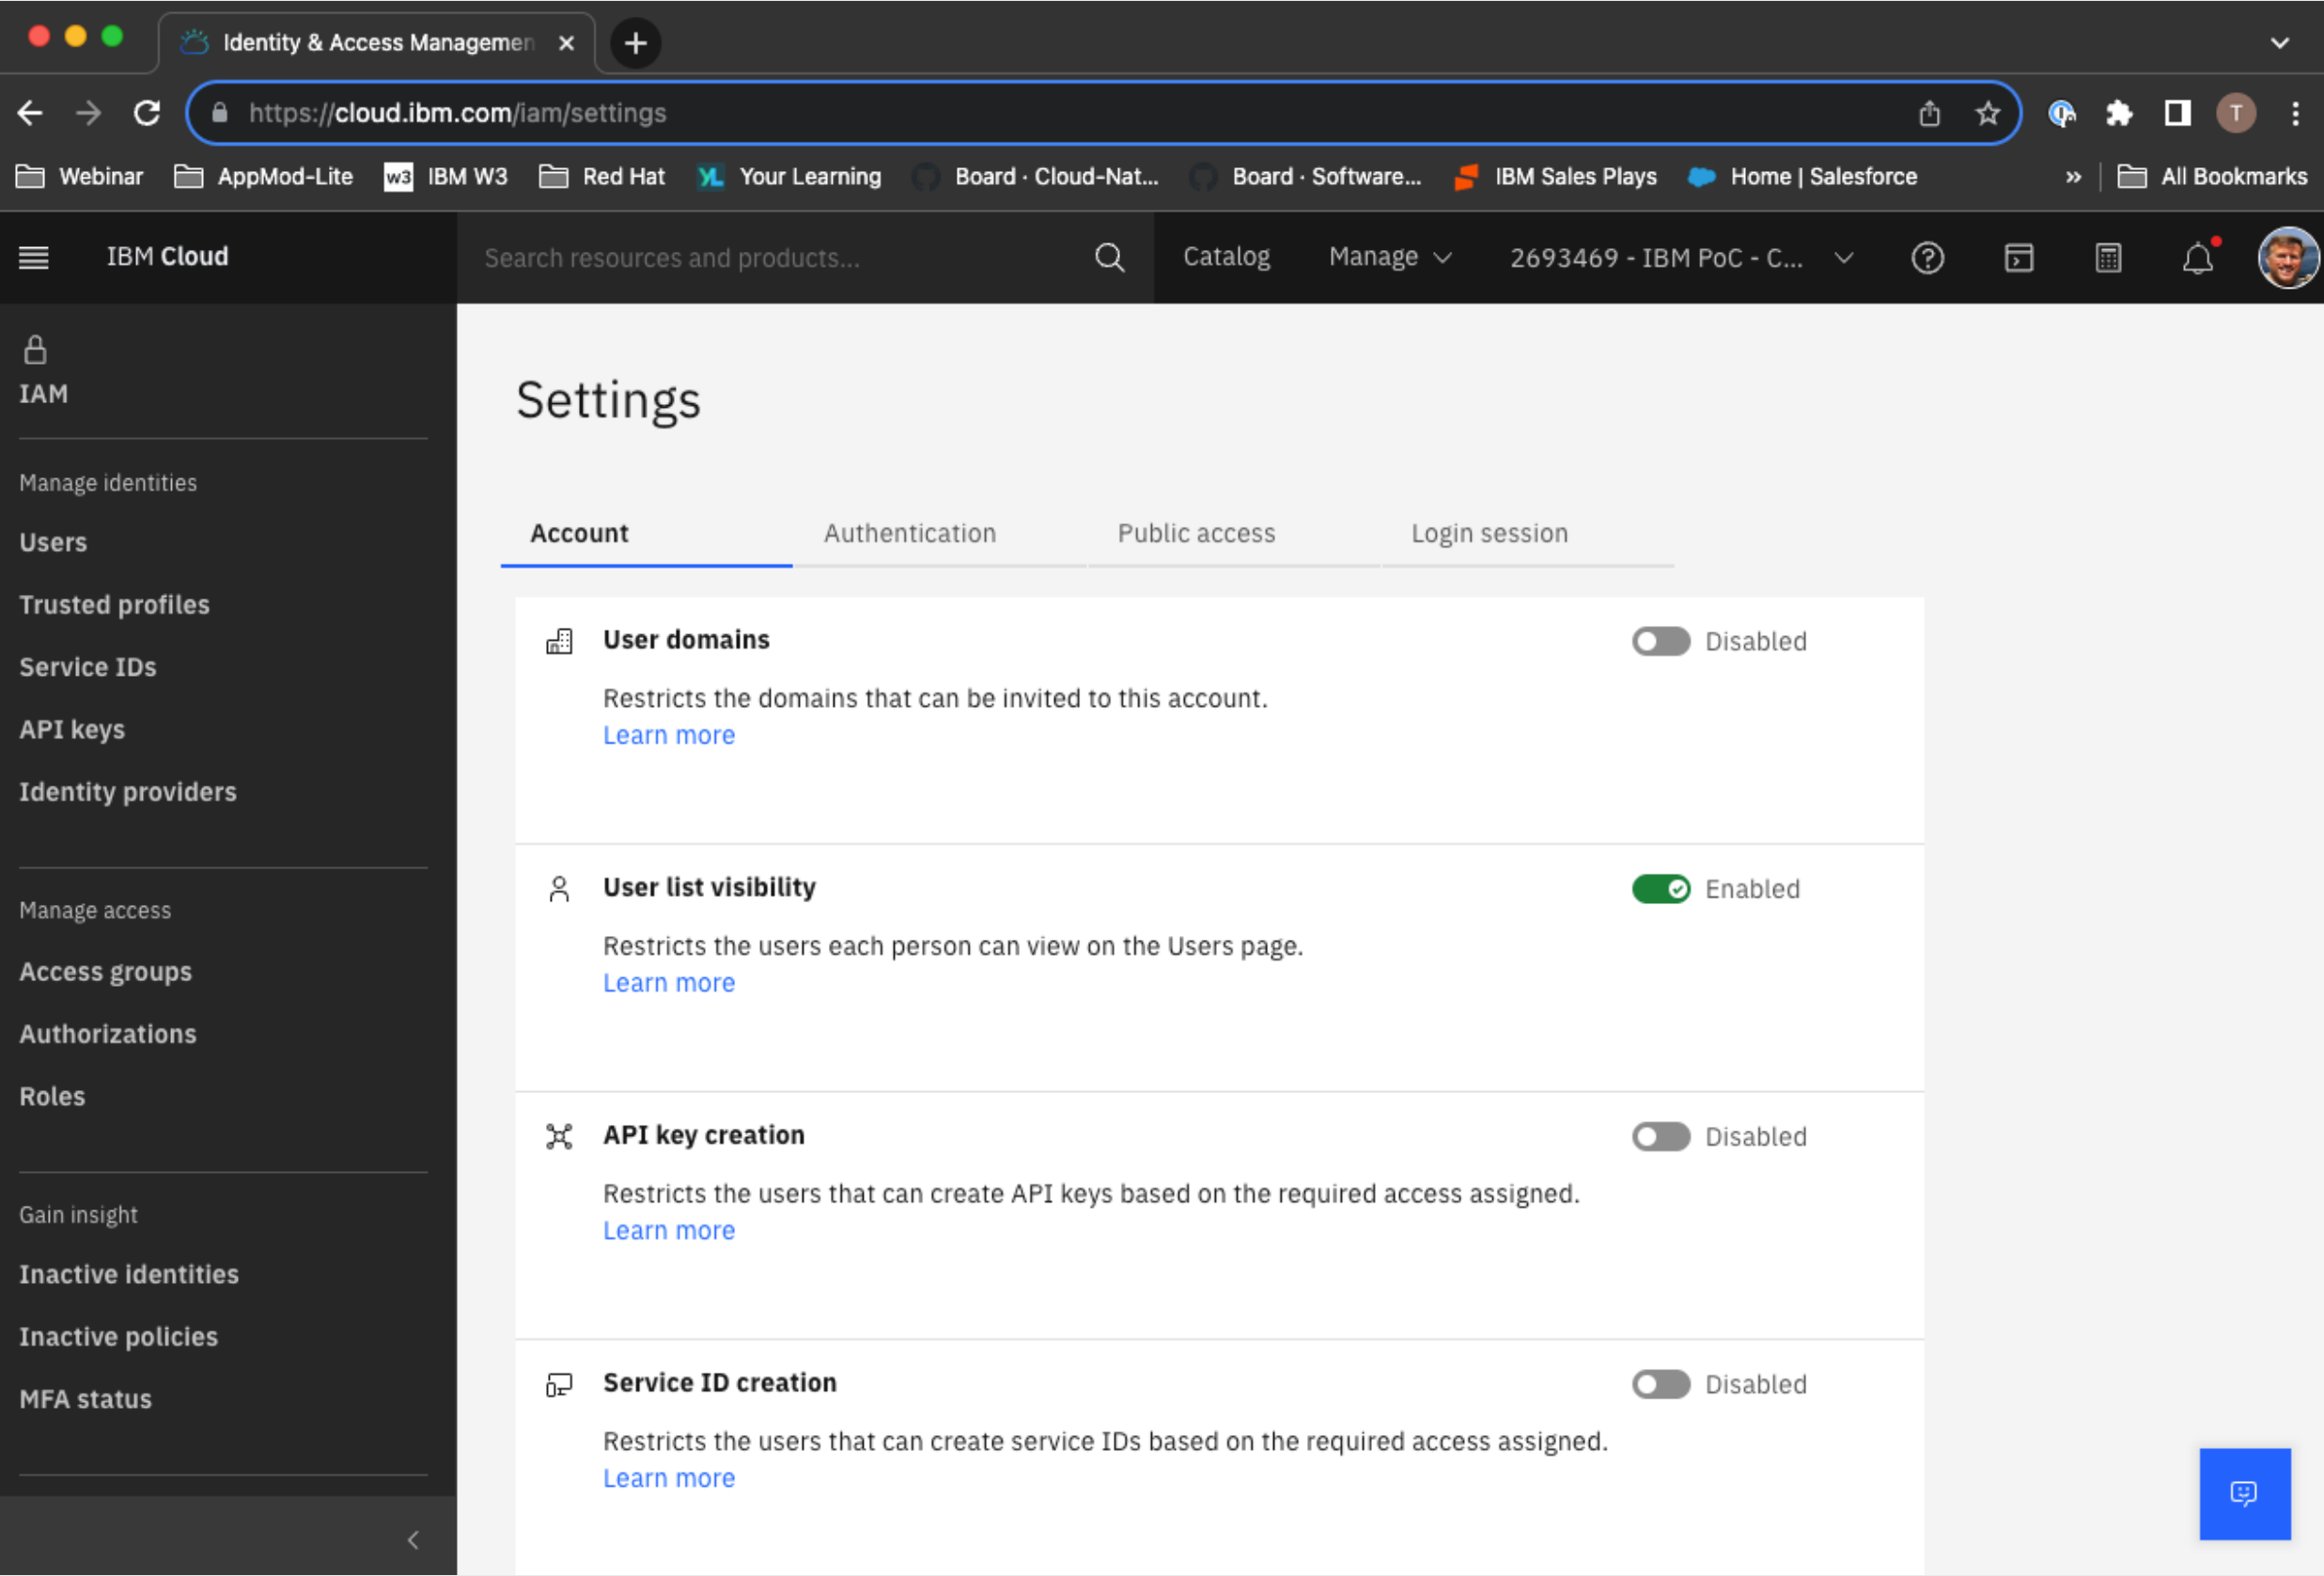 Identity & Access Managemen
https://cloud.ibm.com/iam/settings
T
Webinar AppMod-Lite w3 IBM W3 Red Hat YL Your Learning Board · Cloud-Nat... Board · Software... IBM Sales Plays Home | Salesforce » All Bookmarks
IBM Cloud Search resources and products... Catalog Manage 2693469 - IBM PoC - C...
IAM
Manage identities
Users
Trusted profiles
Service IDs
API keys
Identity providers
Manage access
Access groups
Authorizations
Roles
Gain insight
Inactive identities
Inactive policies
MFA status
Settings
Account Authentication Public access Login session
User domains Disabled
Restricts the domains that can be invited to this account.
Learn more
User list visibility Enabled
Restricts the users each person can view on the Users page.
Learn more
API key creation Disabled
Restricts the users that can create API keys based on the required access assigned.
Learn more
Service ID creation Disabled
Restricts the users that can create service IDs based on the required access assigned.
Learn more